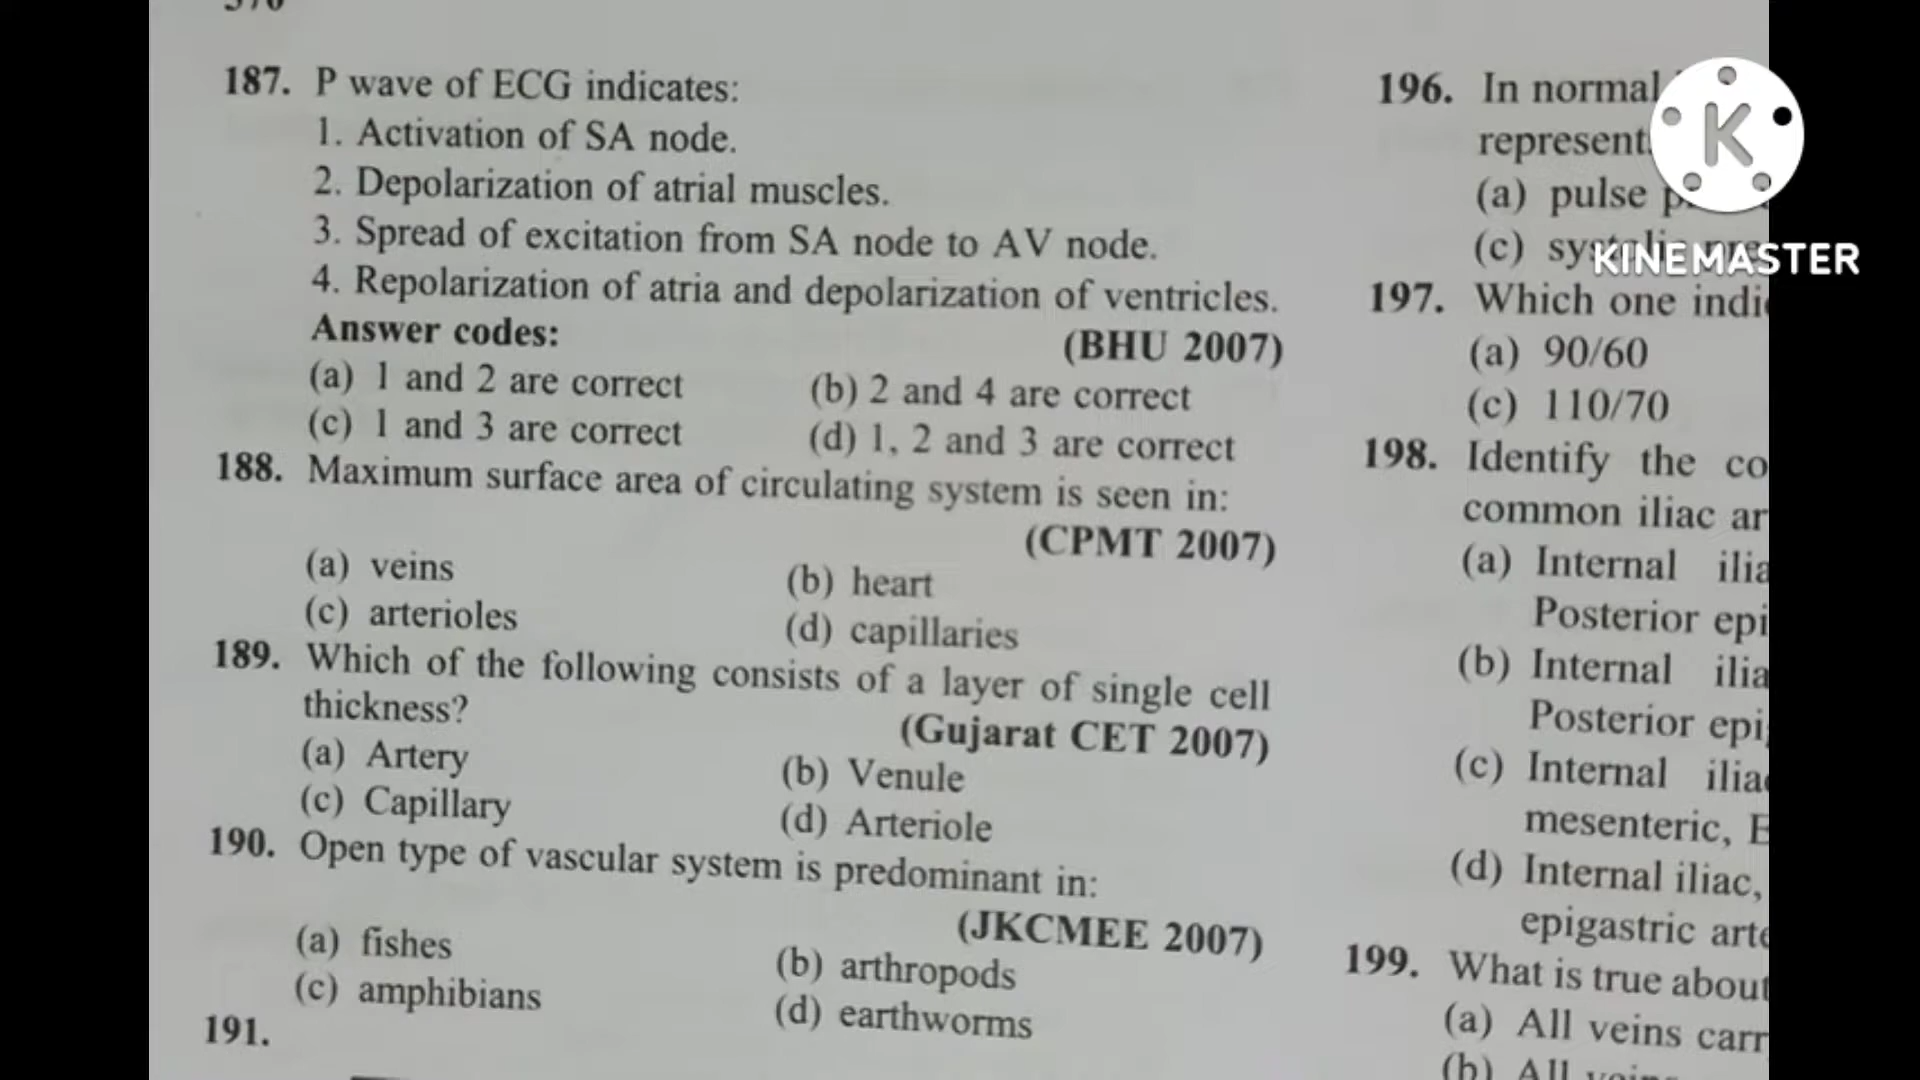 187. P wave of ECG indicates:
1. Activation of SA node.
2. Depolarization of atrial muscles.
3. Spread of excitation from SA node to AV node.
4. Repolarization of atria and depolarization of ventricles.
Answer codes: (BHU 2007)
(a) 1 and 2 are correct (b) 2 and 4 are correct
(c) 1 and 3 are correct (d) 1, 2 and 3 are correct
188. Maximum surface area of circulating system is seen in:
(CPMT 2007)
(a) veins (b) heart
(c) arterioles (d) capillaries
189. Which of the following consists of a layer of single cell
thickness? (Gujarat CET 2007)
(a) Artery (b) Venule
(c) Capillary (d) Arteriole
190. Open type of vascular system is predominant in:
(JKCMEE 2007)
(a) fishes (b) arthropods
(c) amphibians (d) earthworms
191.
196. In normal
represent
(a) pulse
(c)
197. Which one
(a) 90/60
(c) 110/70
198. Identify the
common iliac
(a) Internal
Posterior
(b) Internal
Posterior
(c) Internal
mesenteric,
(d) Internal iliac,
epigastric
199. What is true about
(a) All veins
(b) All
K
KINEMASTER